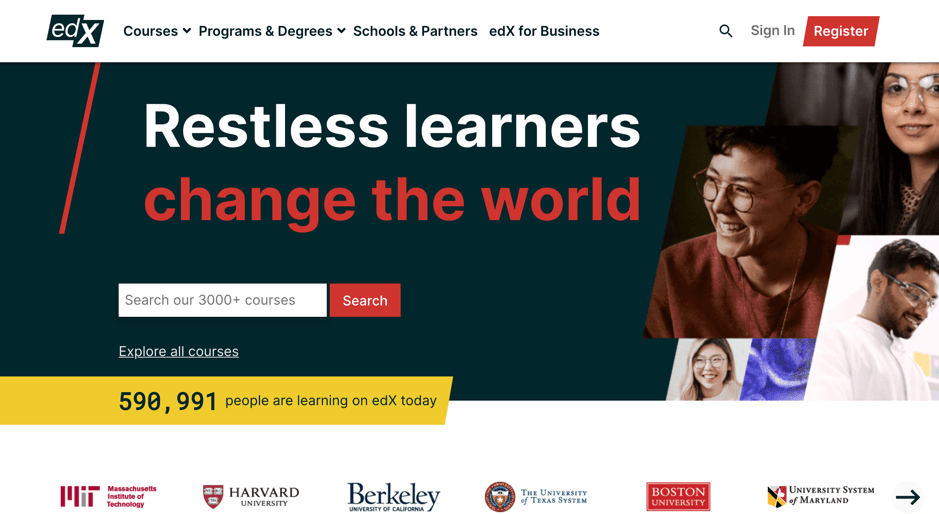 edX
Courses Programs & Degrees Schools & Partners edX for Business Sign In Register
Restless learners
change the world
Search our 3000+ courses Search
Explore all courses
590,991 people are learning on edX today
MIT Massachusetts
Institute of
Technology
HARVARD
UNIVERSITY
Berkeley
UNIVERSITY OF CALIFORNIA
THE UNIVERSITY
of TEXAS SYSTEM
BOSTON
UNIVERSITY
UNIVERSITY SYSTEM
of MARYLAND